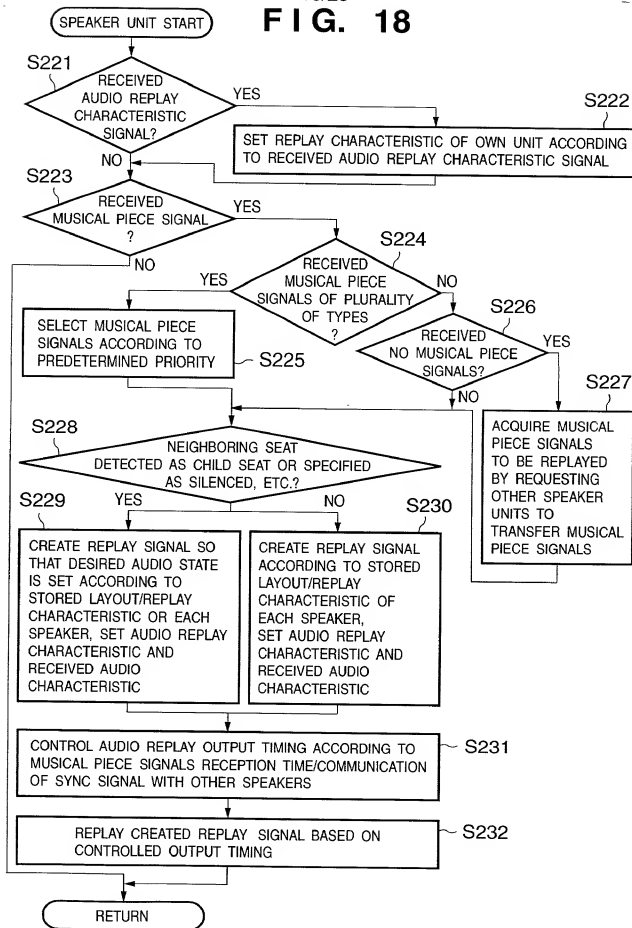 FIG. 18
SPEAKER UNIT START
S221
RECEIVED
AUDIO REPLAY
CHARACTERISTIC
SIGNAL?
YES
NO
S222
SET REPLAY CHARACTERISTIC OF OWN UNIT ACCORDING
TO RECEIVED AUDIO REPLAY CHARACTERISTIC SIGNAL
S223
RECEIVED
MUSICAL PIECE SIGNAL
?
YES
NO
S224
RECEIVED
MUSICAL PIECE
SIGNALS OF PLURALITY
OF TYPES
?
YES
NO
SELECT MUSICAL PIECE
SIGNALS ACCORDING TO
PREDETERMINED PRIORITY
S225
S226
RECEIVED
NO MUSICAL PIECE
SIGNALS?
YES
NO
S227
ACQUIRE MUSICAL
PIECE SIGNALS
TO BE REPLAYED
BY REQUESTING
OTHER SPEAKER
UNITS TO
TRANSFER MUSICAL
PIECE SIGNALS
S228
NEIGHBORING SEAT
DETECTED AS CHILD SEAT OR SPECIFIED
AS SILENCED, ETC.?
YES
NO
S229
CREATE REPLAY SIGNAL SO
THAT DESIRED AUDIO STATE
IS SET ACCORDING TO
STORED LAYOUT/REPLAY
CHARACTERISTIC OR EACH
SPEAKER, SET AUDIO REPLAY
CHARACTERISTIC AND
RECEIVED AUDIO
CHARACTERISTIC
S230
CREATE REPLAY SIGNAL
ACCORDING TO STORED
LAYOUT/REPLAY
CHARACTERISTIC OF
EACH SPEAKER,
SET AUDIO REPLAY
CHARACTERISTIC AND
RECEIVED AUDIO
CHARACTERISTIC
CONTROL AUDIO REPLAY OUTPUT TIMING ACCORDING TO
MUSICAL PIECE SIGNALS RECEPTION TIME/COMMUNICATION
OF SYNC SIGNAL WITH OTHER SPEAKERS
S231
REPLAY CREATED REPLAY SIGNAL BASED ON
CONTROLLED OUTPUT TIMING
S232
RETURN